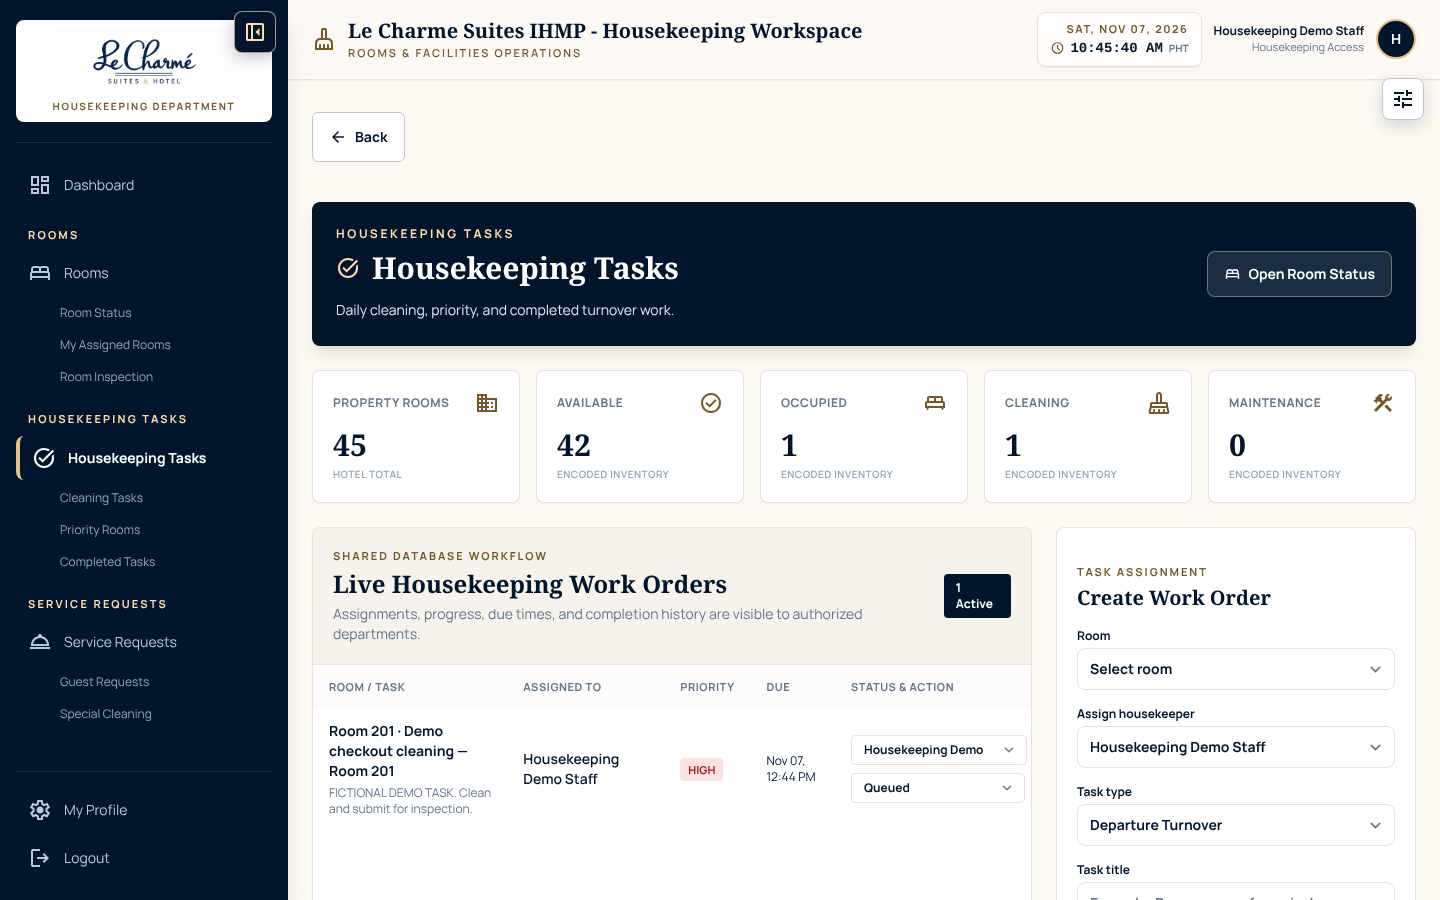 Le Charmé
SUITES & HOTEL
HOUSEKEEPING DEPARTMENT
Dashboard
ROOMS
Rooms
Room Status
My Assigned Rooms
Room Inspection
HOUSEKEEPING TASKS
Housekeeping Tasks
Cleaning Tasks
Priority Rooms
Completed Tasks
SERVICE REQUESTS
Service Requests
Guest Requests
Special Cleaning
My Profile
Logout
Le Charme Suites IHMP - Housekeeping Workspace
ROOMS & FACILITIES OPERATIONS
SAT, NOV 07, 2026
10:45:40 AM PHT
Housekeeping Demo Staff
Housekeeping Access
H
Back
HOUSEKEEPING TASKS
Housekeeping Tasks
Daily cleaning, priority, and completed turnover work.
Open Room Status
PROPERTY ROOMS
45
HOTEL TOTAL
AVAILABLE
42
ENCODED INVENTORY
OCCUPIED
1
ENCODED INVENTORY
CLEANING
1
ENCODED INVENTORY
MAINTENANCE
0
ENCODED INVENTORY
SHARED DATABASE WORKFLOW
Live Housekeeping Work Orders
Assignments, progress, due times, and completion history are visible to authorized
departments.
1
Active
ROOM / TASK ASSIGNED TO PRIORITY DUE STATUS & ACTION
Room 201 · Demo
checkout cleaning —
Room 201
FICTIONAL DEMO TASK. Clean
and submit for inspection.
Housekeeping
Demo Staff
HIGH
Nov 07,
12:44 PM
Housekeeping Demo
Queued
TASK ASSIGNMENT
Create Work Order
Room
Select room
Assign housekeeper
Housekeeping Demo Staff
Task type
Departure Turnover
Task title